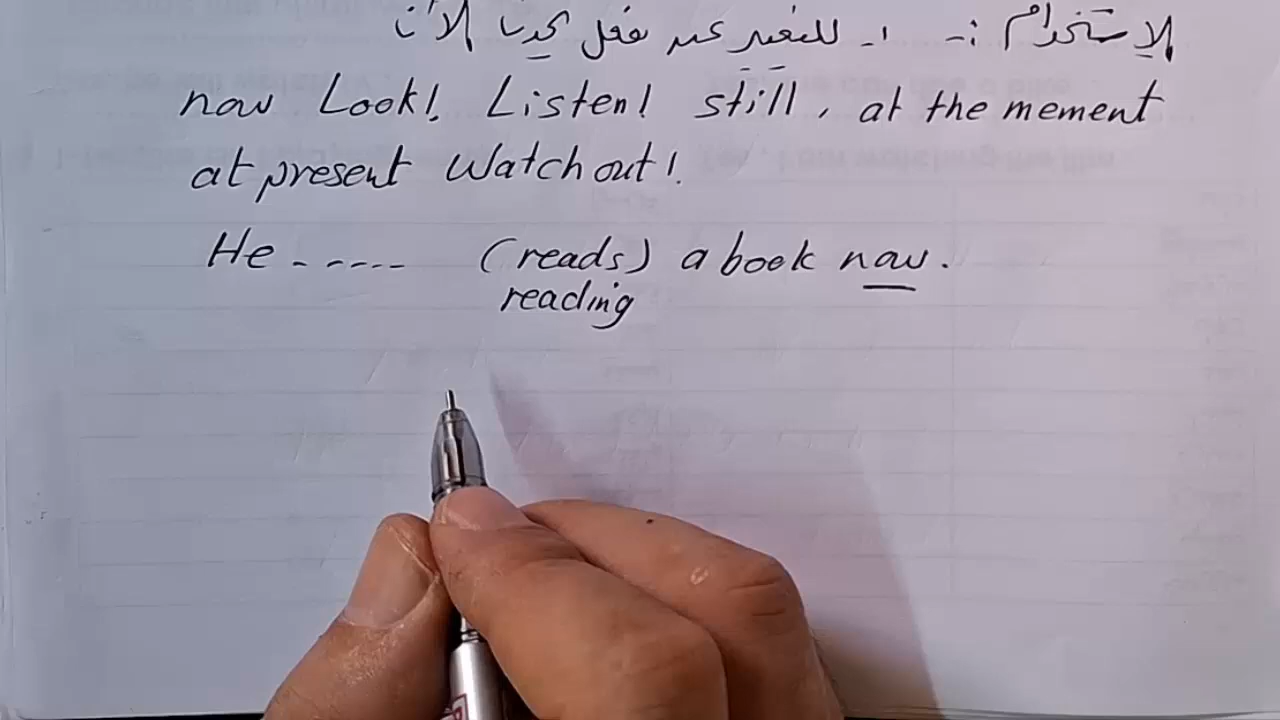 الإستخدام :- ١- للتعبير عن فعل يحدث الآن
now Look! Listen! still, at the mement
at present Watch out!
He ----- (reads) a book now.
reading